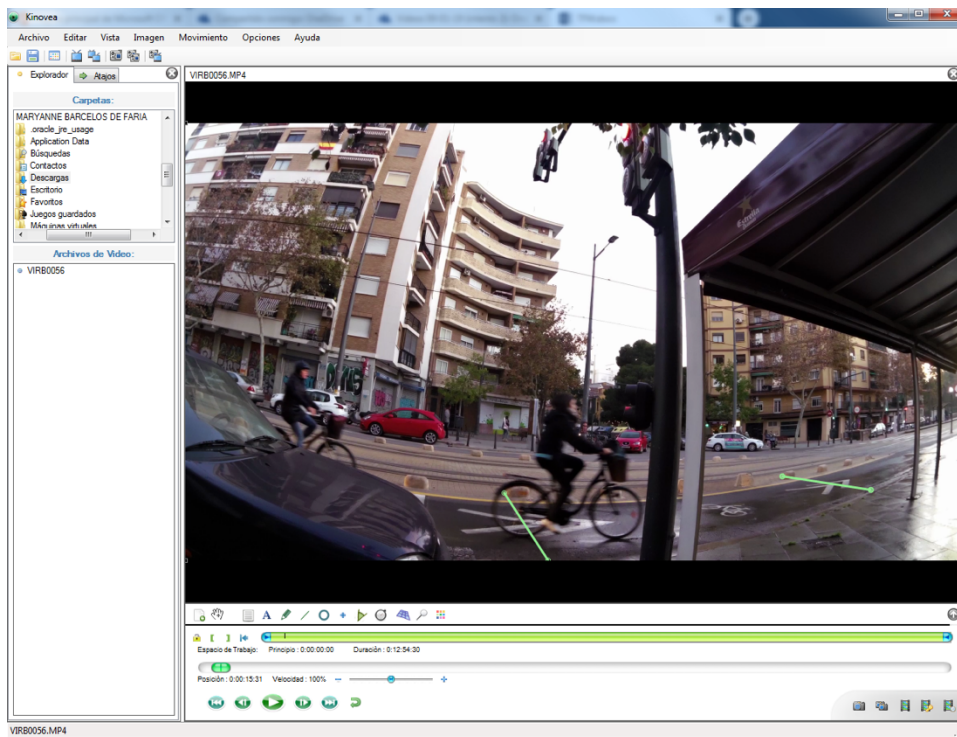 Kinovea
Archivo Editar Vista Imagen Movimiento Opciones Ayuda
Explorador Atajos
VIRB0056.MP4
Carpetas:
MARYANNE BARCELOS DE FARIA
.oracle_jre_usage
Application Data
Búsquedas
Contactos
Descargas
Escritorio
Favoritos
Juegos guardados
Máquinas virtuales
Archivos de Video:
VIRB0056
Estrella
Espacio de Trabajo: Principio : 0:00:00:00 Duración : 0:12:54:30
Posición : 0:00:15:31 Velocidad : 100%
VIRB0056.MP4